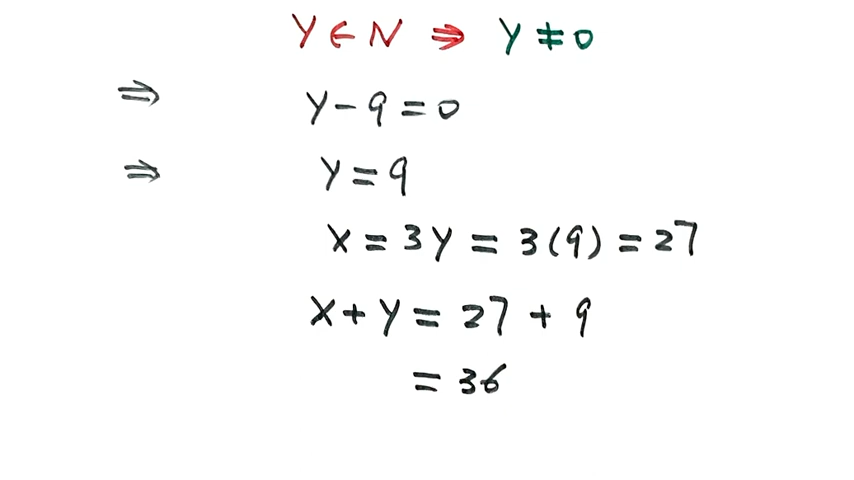 Y ∈ N ⇒ Y ≠ 0
⇒ Y - 9 = 0
⇒ Y = 9
X = 3Y = 3(9) = 27
X + Y = 27 + 9
= 36